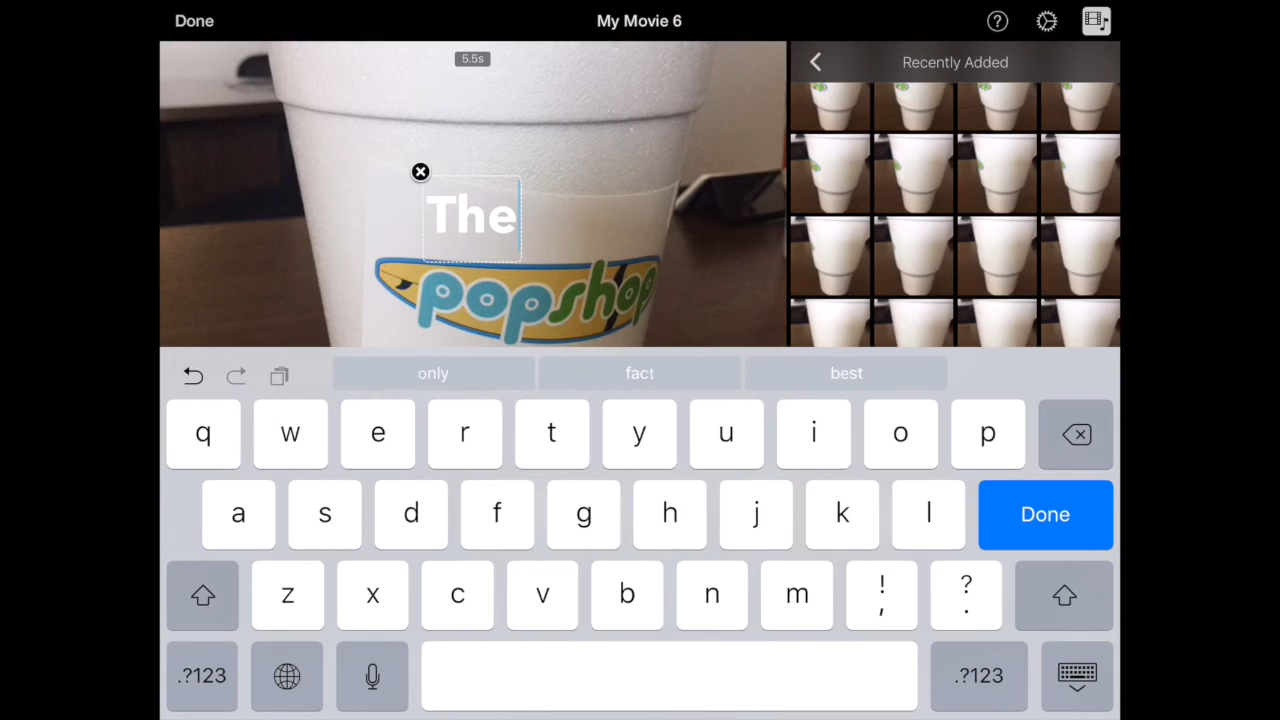 Done
My Movie 6
?
5.5s
Recently Added
The
popshop
only fact best
q w e r t y u i o p
a s d f g h j k l Done
z x c v b n m ! , ? .
.?123 .?123